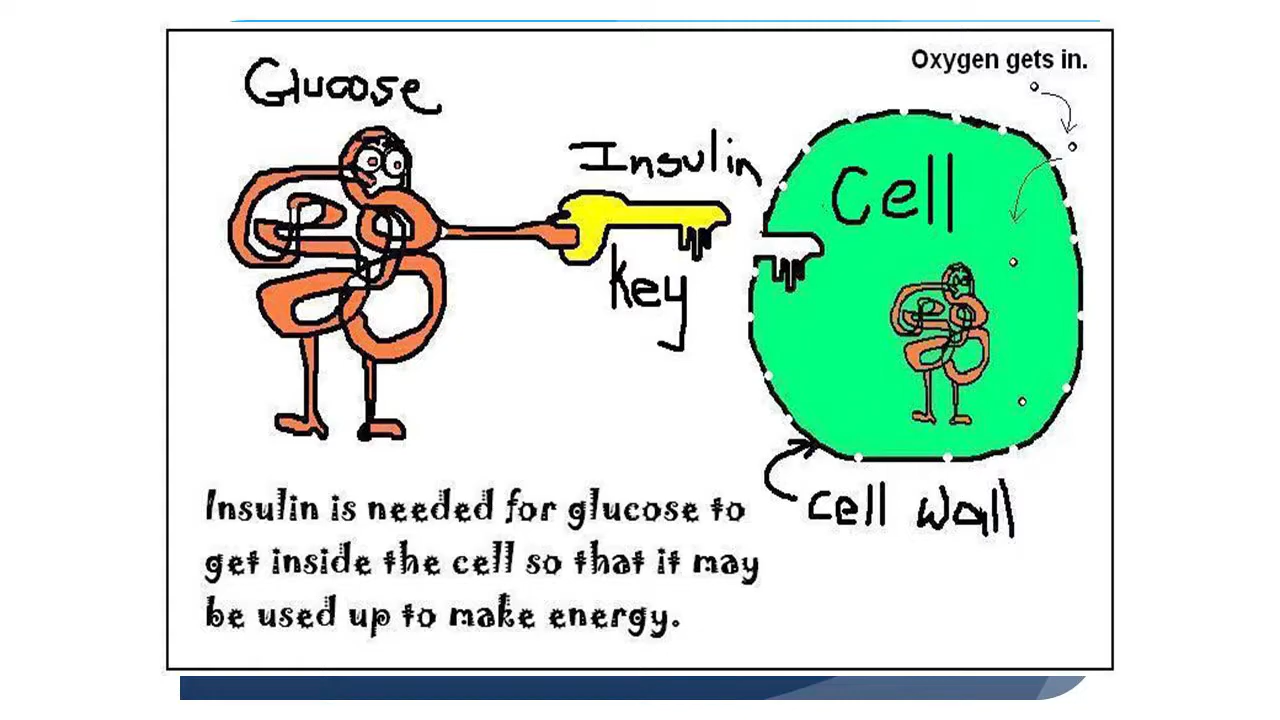 Oxygen gets in.
Glucose
Insulin
Key
Cell
Cell Wall
Insulin is needed for glucose to
get inside the cell so that it may
be used up to make energy.